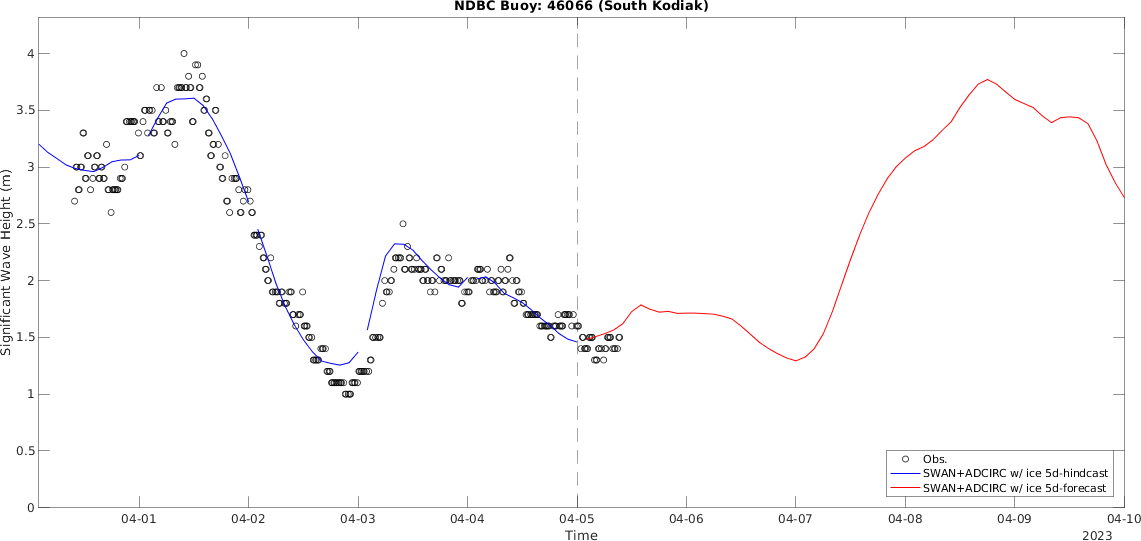 NDBC Buoy: 46066 (South Kodiak)
Significant Wave Height (m)
4
3.5
3
2.5
2
1.5
1
0.5
0
04-01 04-02 04-03 04-04 04-05 04-06 04-07 04-08 04-09 04-10
Time
2023
Obs.
SWAN+ADCIRC w/ ice 5d-hindcast
SWAN+ADCIRC w/ ice 5d-forecast